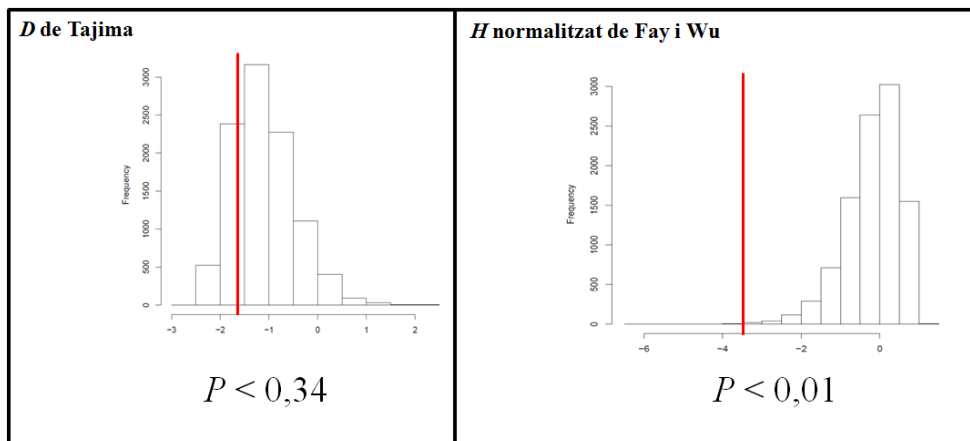 D de Tajima
Frequency
3000
2500
2000
1500
1000
500
0
−3 −2 −1 0 1 2
P < 0,34
H normalitzat de Fay i Wu
Frequency
3000
2500
2000
1500
1000
500
0
−6 −4 −2 0
P < 0,01